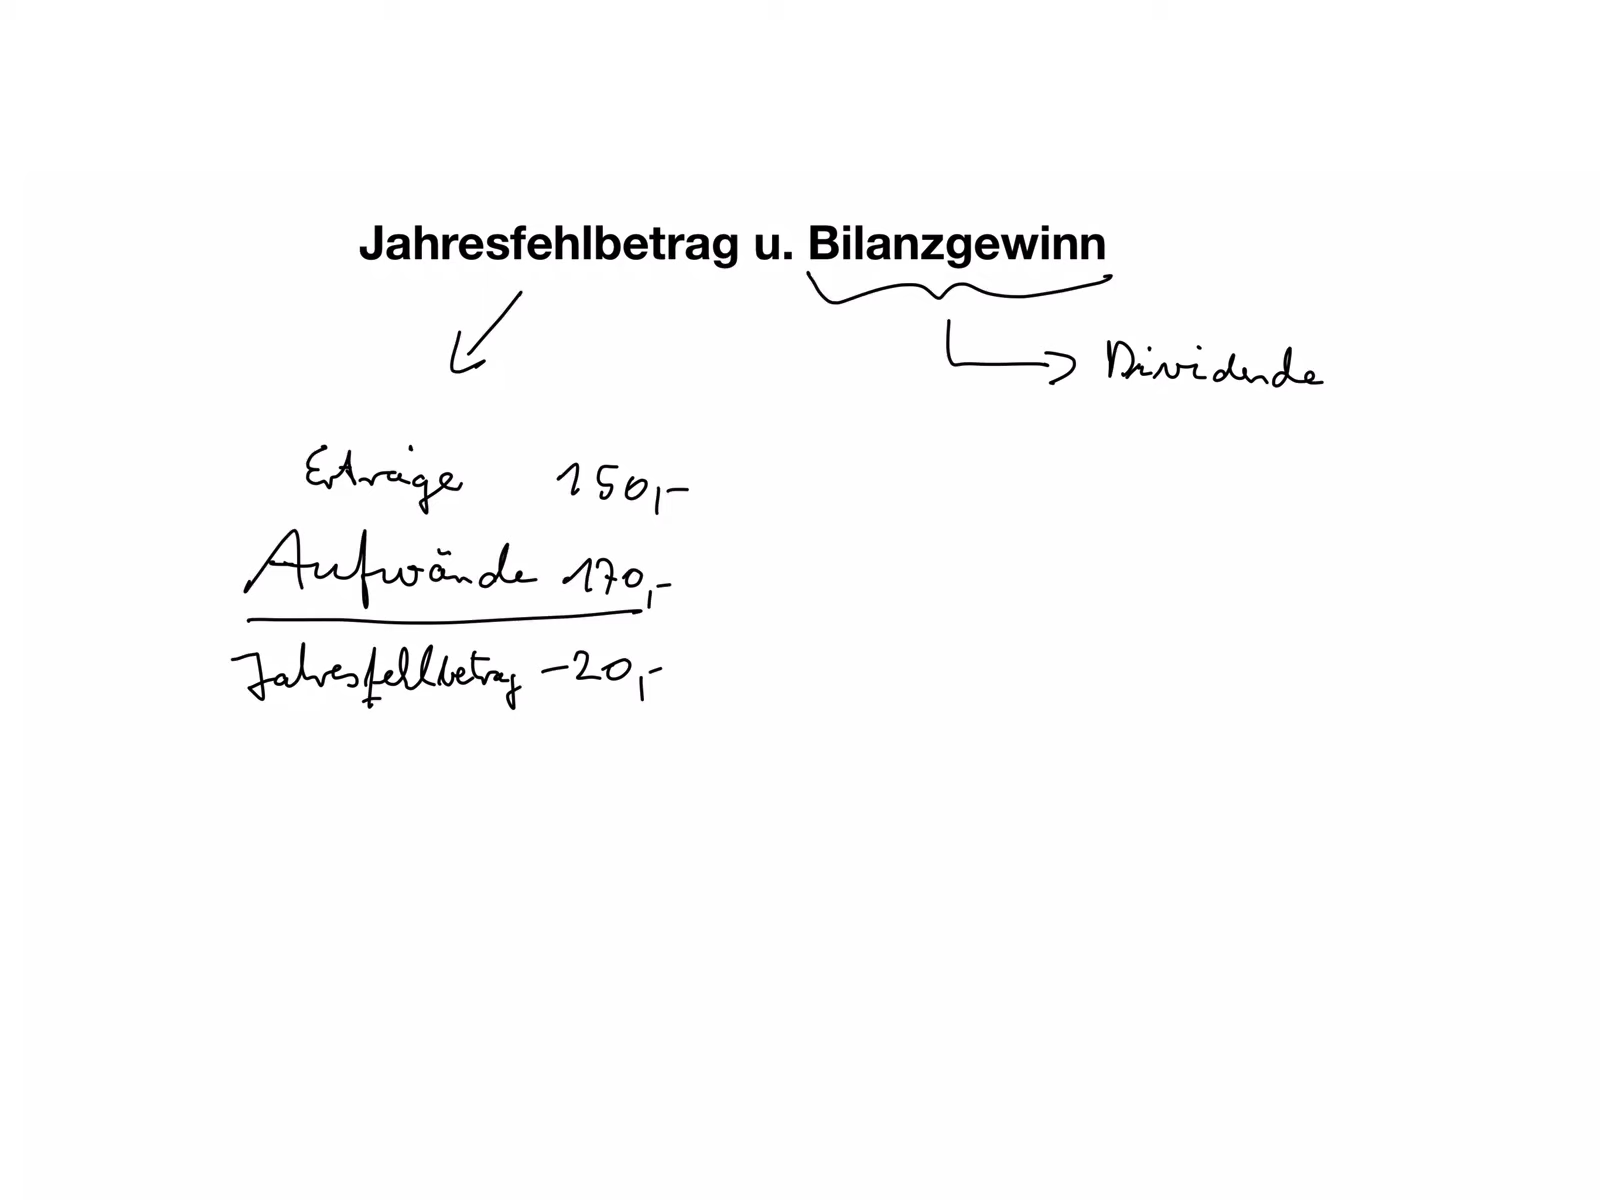 Jahresfehlbetrag u. Bilanzgewinn
Dividende
Erträge 150,-
Aufwände 170,-
Jahresfehlbetrag -20,-